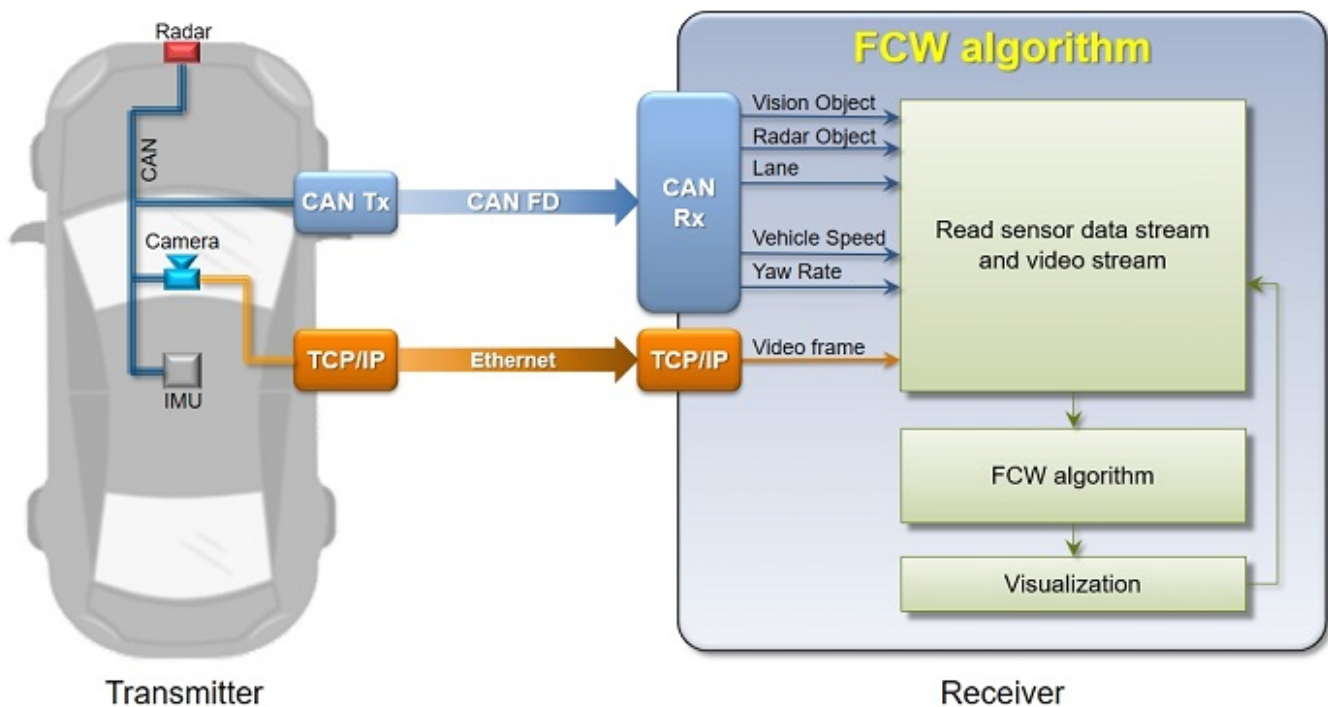 Radar
CAN
Camera
IMU
CAN Tx
TCP/IP
CAN FD
Ethernet
FCW algorithm
CAN
Rx
TCP/IP
Vision Object
Radar Object
Lane
Vehicle Speed
Yaw Rate
Video frame
Read sensor data stream
and video stream
FCW algorithm
Visualization
Transmitter
Receiver